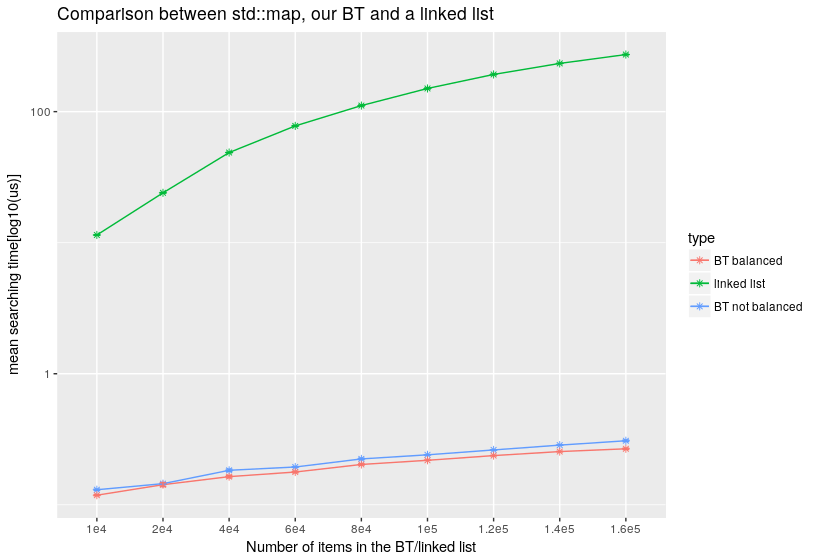 Comparison between std::map, our BT and a linked list
mean searching time[log10(us)]
100
1
1e4 2e4 4e4 6e4 8e4 1e5 1.2e5 1.4e5 1.6e5
Number of items in the BT/linked list
type
BT balanced
linked list
BT not balanced